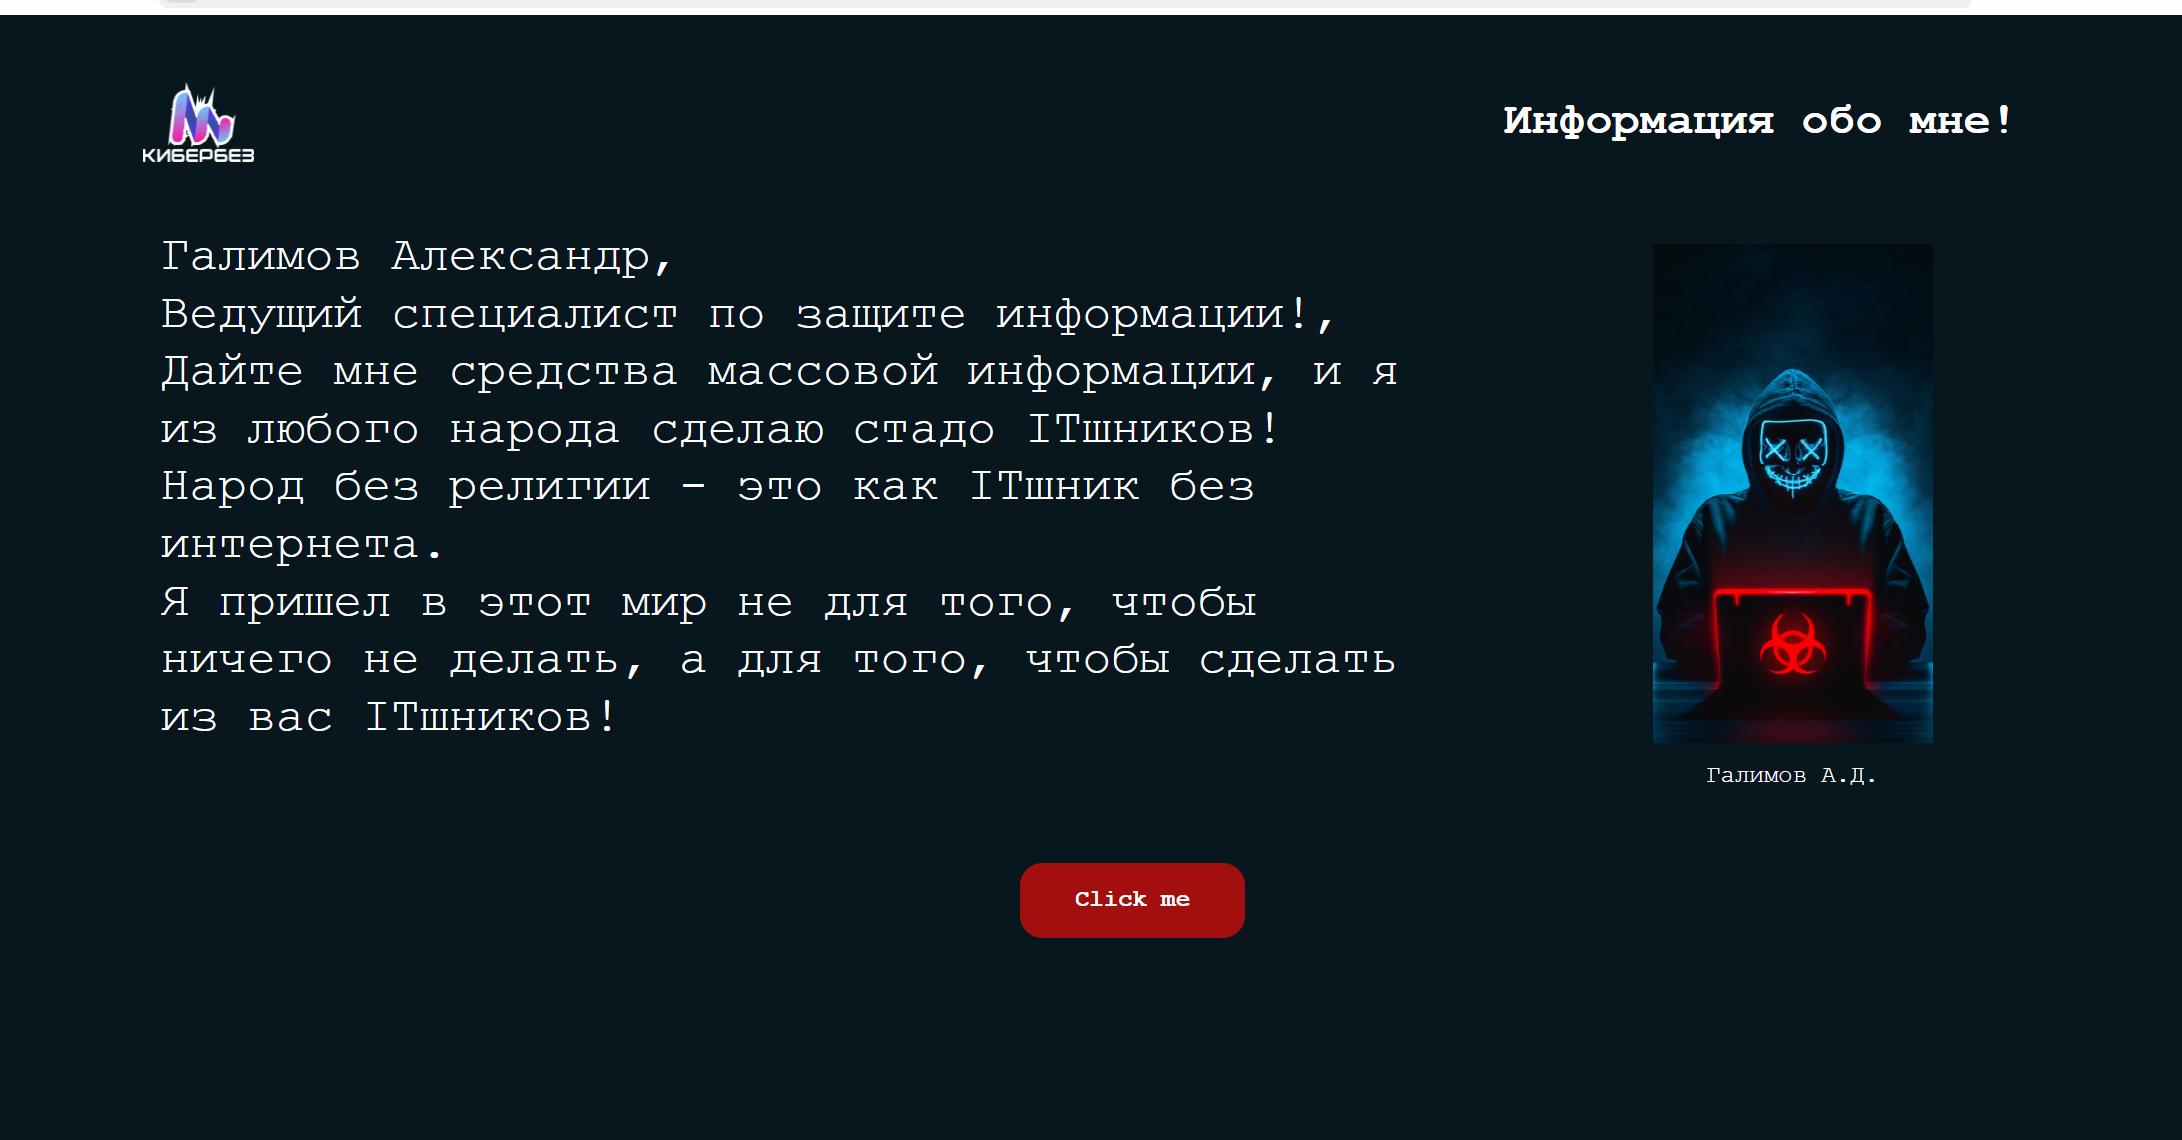 КИБЕРБЕЗ
Информация обо мне!
Галимов Александр,
Ведущий специалист по защите информации!,
Дайте мне средства массовой информации, и я
из любого народа сделаю стадо ITшников!
Народ без религии - это как ITшник без
интернета.
Я пришел в этот мир не для того, чтобы
ничего не делать, а для того, чтобы сделать
из вас ITшников!
Галимов А.Д.
Click me